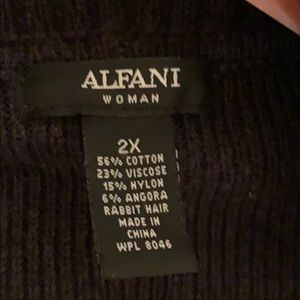 ALFANI
WOMAN
2X
56% COTTON
23% VISCOSE
15% NYLON
6% ANGORA
RABBIT HAIR
MADE IN
CHINA
WPL 8046